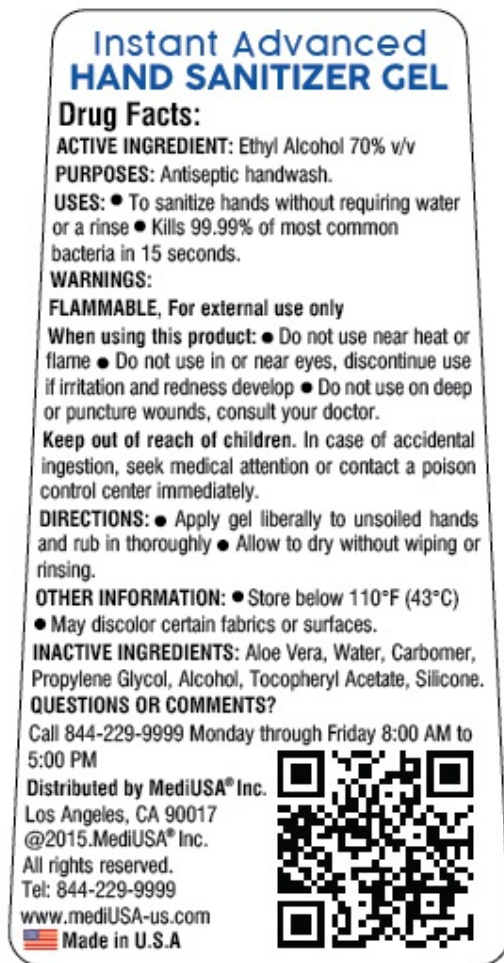 Instant Advanced
HAND SANITIZER GEL
Drug Facts:
ACTIVE INGREDIENT: Ethyl Alcohol 70% v/v
PURPOSES: Antiseptic handwash.
USES: ● To sanitize hands without requiring water
or a rinse ● Kills 99.99% of most common
bacteria in 15 seconds.
WARNINGS:
FLAMMABLE, For external use only
When using this product: ● Do not use near heat or
flame ● Do not use in or near eyes, discontinue use
if irritation and redness develop ● Do not use on deep
or puncture wounds, consult your doctor.
Keep out of reach of children. In case of accidental
ingestion, seek medical attention or contact a poison
control center immediately.
DIRECTIONS: ● Apply gel liberally to unsoiled hands
and rub in thoroughly ● Allow to dry without wiping or
rinsing.
OTHER INFORMATION: ● Store below 110°F (43°C)
● May discolor certain fabrics or surfaces.
INACTIVE INGREDIENTS: Aloe Vera, Water, Carbomer,
Propylene Glycol, Alcohol, Tocopheryl Acetate, Silicone.
QUESTIONS OR COMMENTS?
Call 844-229-9999 Monday through Friday 8:00 AM to
5:00 PM
Distributed by MediUSA® Inc.
Los Angeles, CA 90017
@2015.MediUSA® Inc.
All rights reserved.
Tel: 844-229-9999
www.mediUSA-us.com
Made in U.S.A